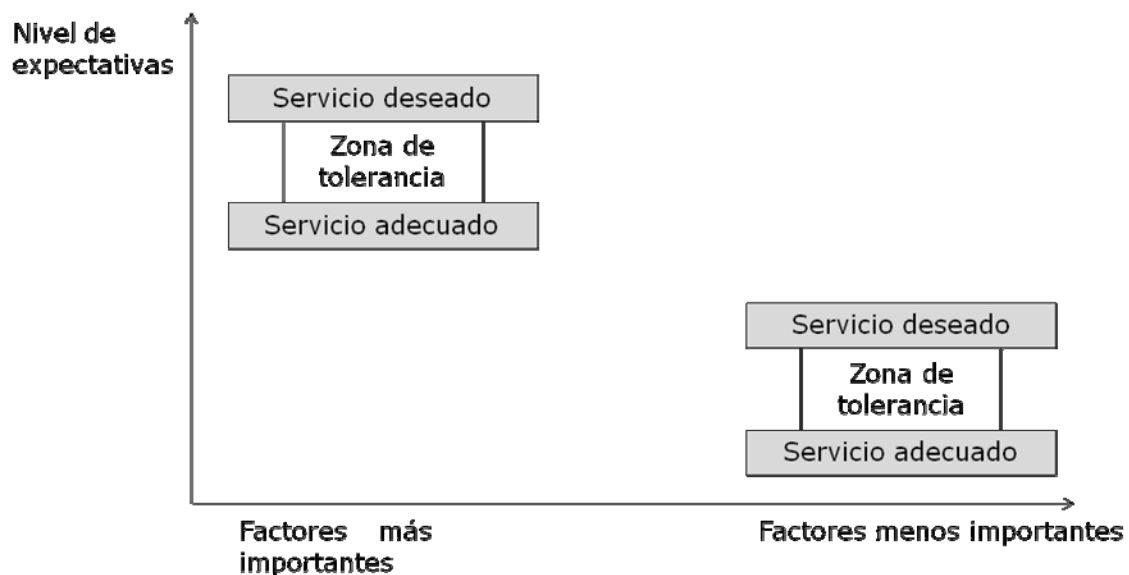 Nivel de
expectativas
Servicio deseado
Zona de
tolerancia
Servicio adecuado
Servicio deseado
Zona de
tolerancia
Servicio adecuado
Factores más
importantes
Factores menos importantes